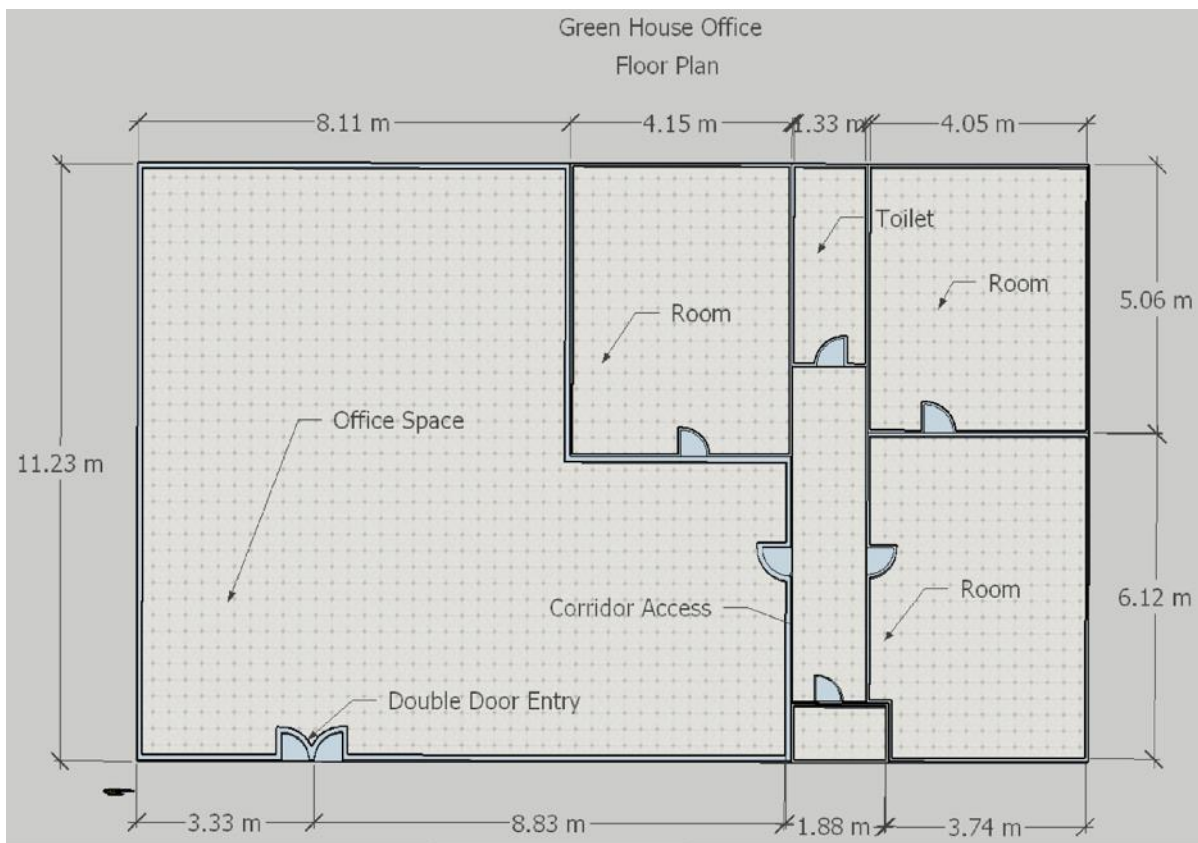 Green House Office
Floor Plan
8.11 m
4.15 m
1.33 m
4.05 m
Toilet
Room
Room
5.06 m
Office Space
11.23 m
Room
Corridor Access
6.12 m
Double Door Entry
3.33 m
8.83 m
1.88 m
3.74 m